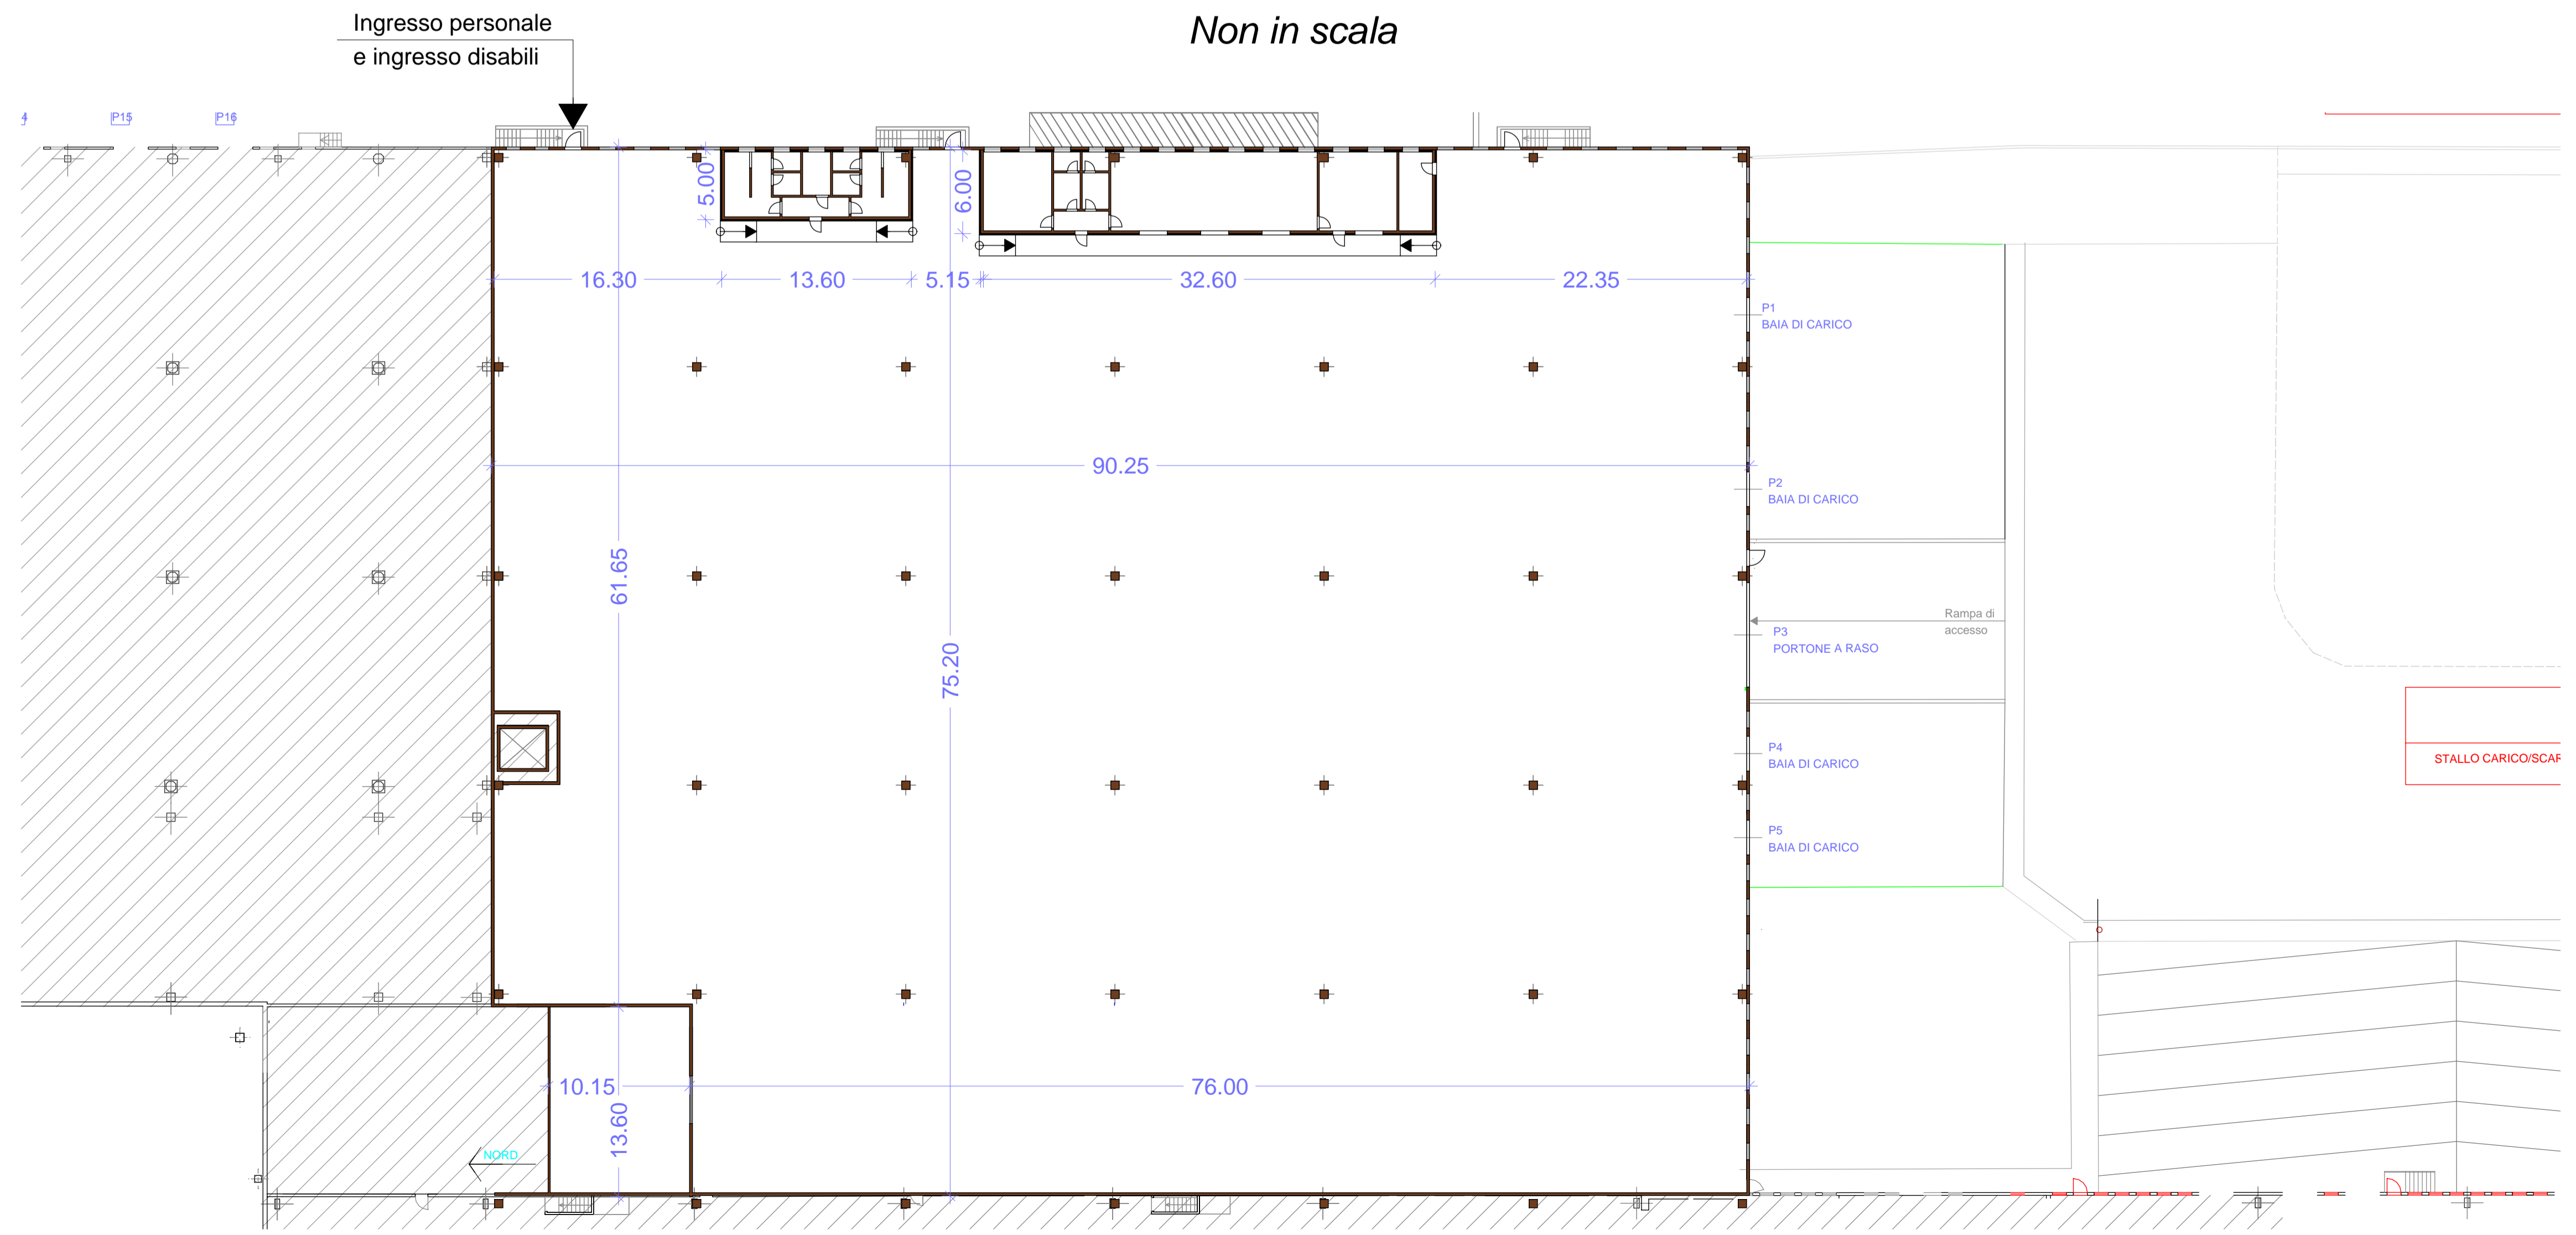 Ingresso personale
e ingresso disabili
Non in scala
4
P15
P16
5.00
6.00
16.30
13.60
5.15
32.60
22.35
P1
BAIA DI CARICO
90.25
P2
BAIA DI CARICO
61.65
75.20
Rampa di
accesso
P3
PORTONE A RASO
P4
BAIA DI CARICO
STALLO CARICO/SCAR
P5
BAIA DI CARICO
10.15
76.00
13.60
NORD